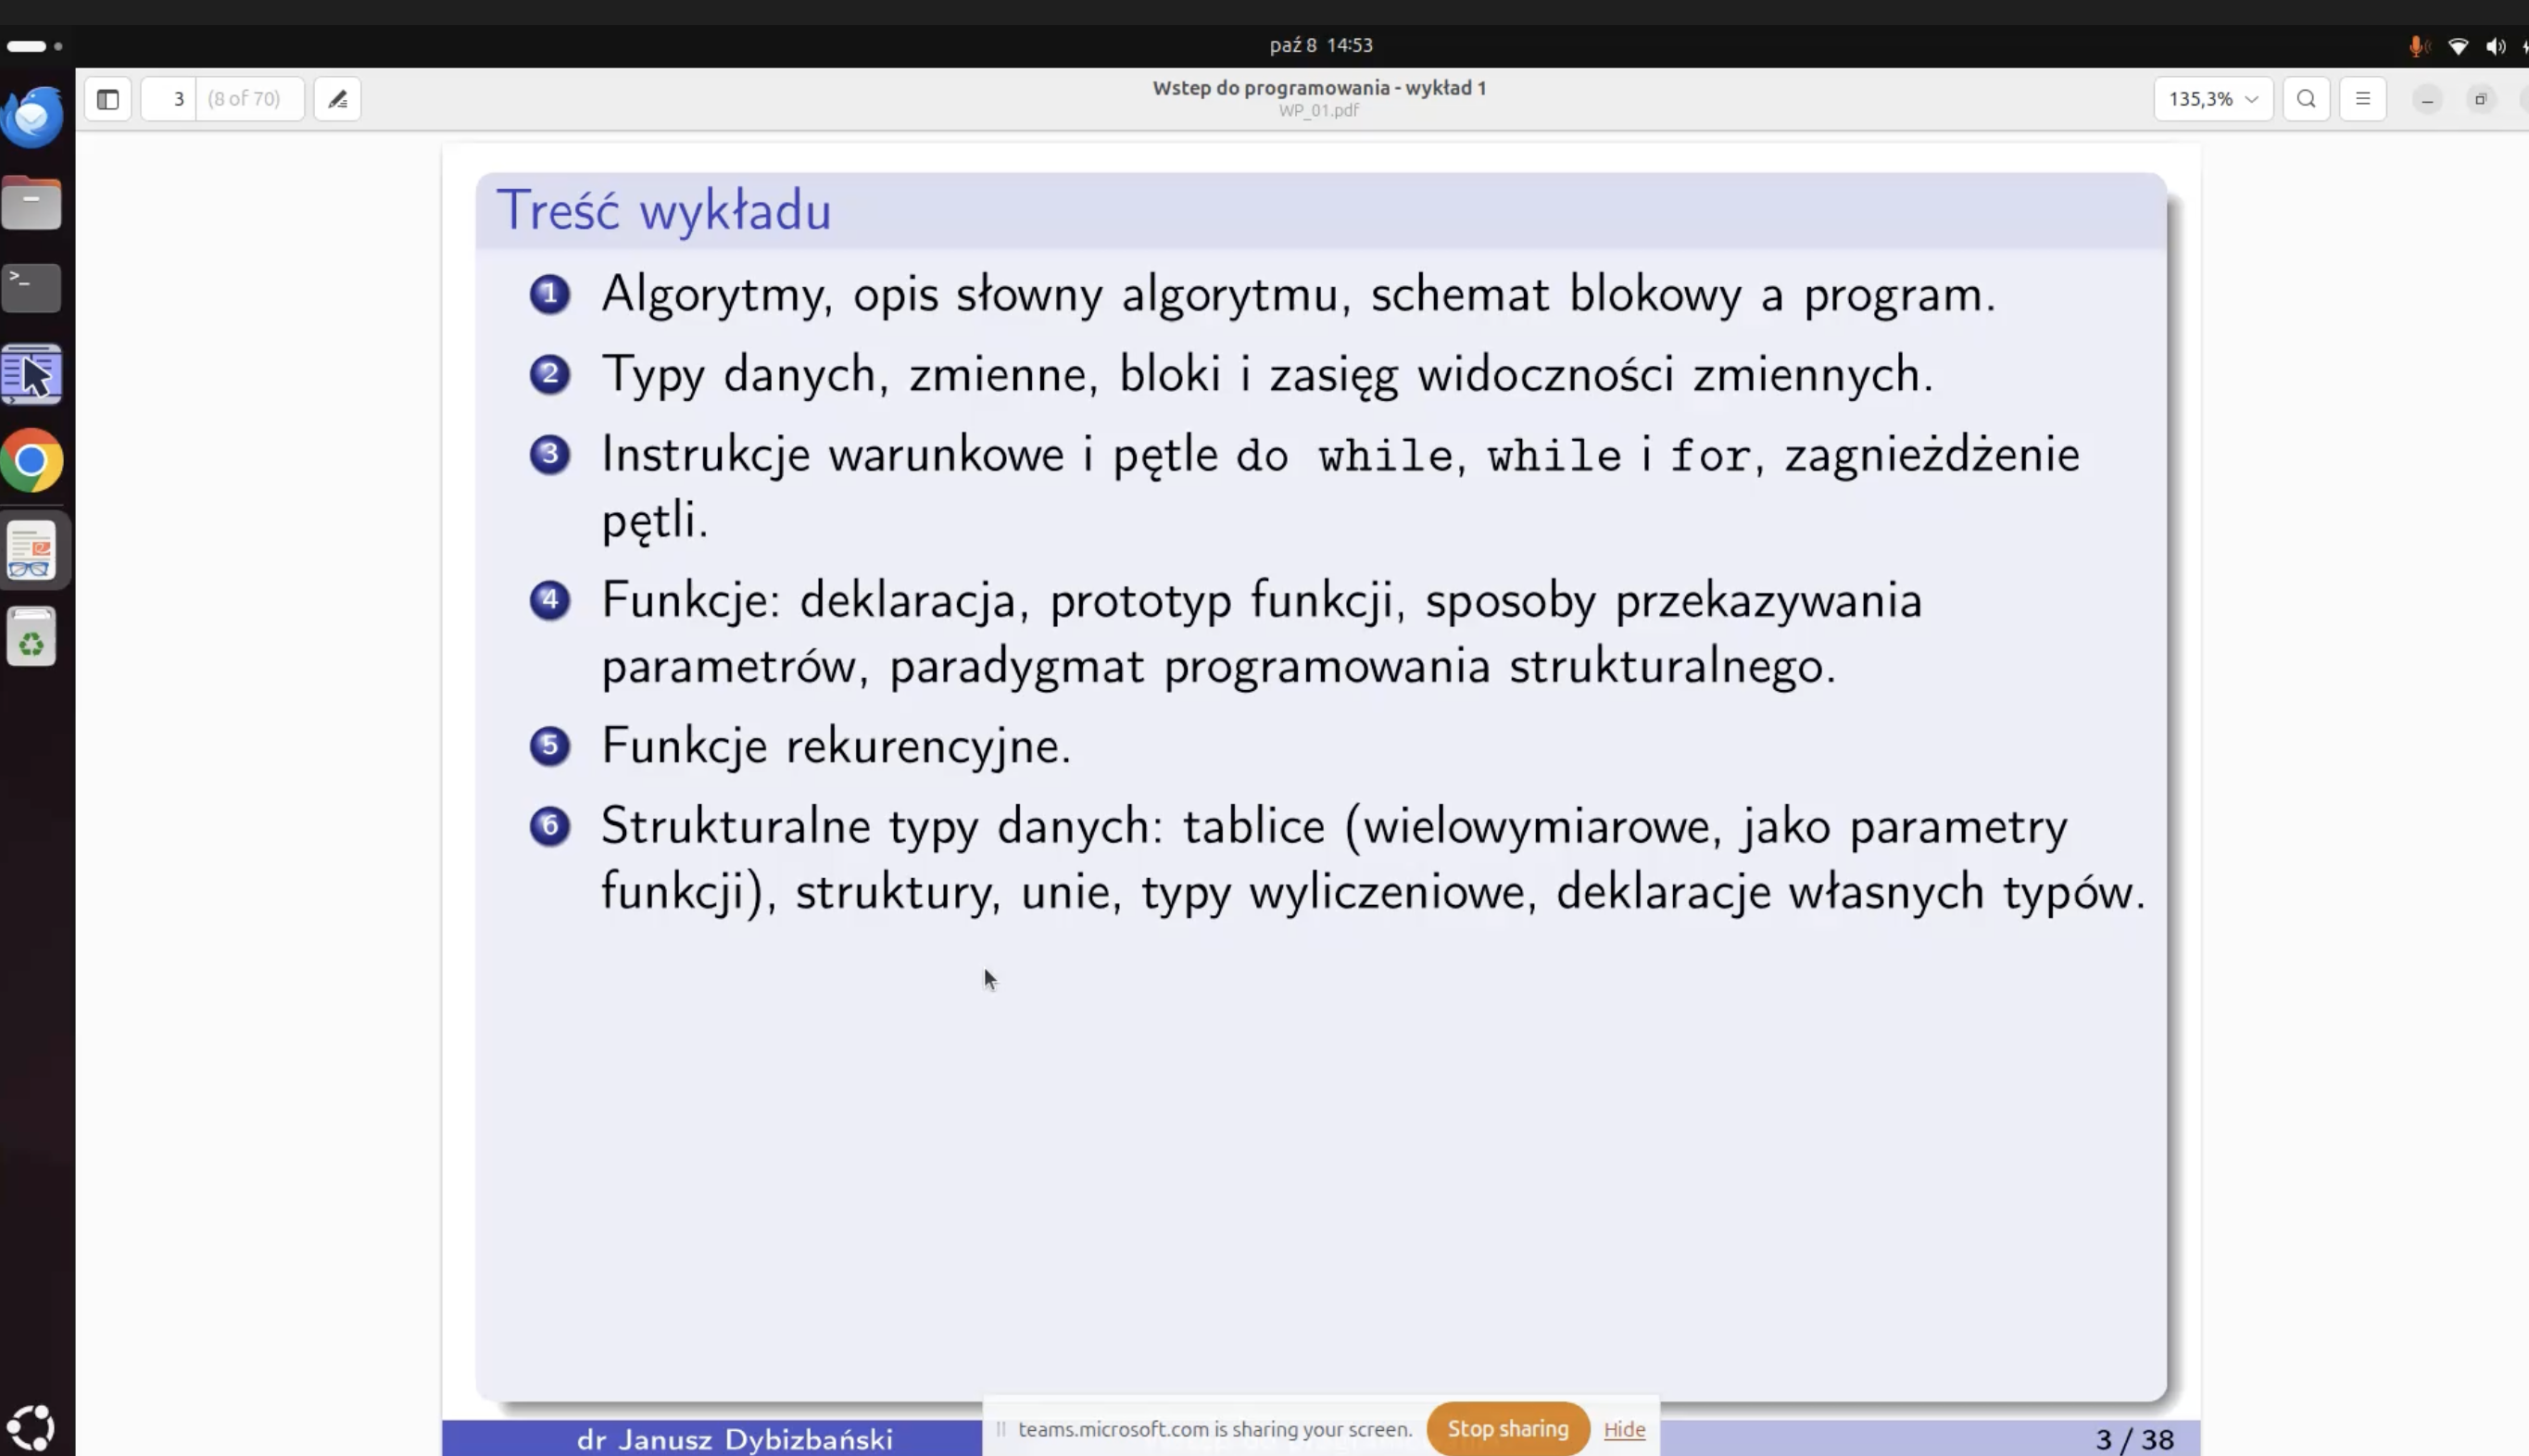 paź 8 14:53
3 (8 of 70)
Wstep do programowania - wykład 1
WP_01.pdf
135,3%
Treść wykładu
1 Algorytmy, opis słowny algorytmu, schemat blokowy a program.
2 Typy danych, zmienne, bloki i zasięg widoczności zmiennych.
3 Instrukcje warunkowe i pętle do while, while i for, zagnieżdżenie
pętli.
4 Funkcje: deklaracja, prototyp funkcji, sposoby przekazywania
parametrów, paradygmat programowania strukturalnego.
5 Funkcje rekurencyjne.
6 Strukturalne typy danych: tablice (wielowymiarowe, jako parametry
funkcji), struktury, unie, typy wyliczeniowe, deklaracje własnych typów.
teams.microsoft.com is sharing your screen. Stop sharing Hide
dr Janusz Dybizbański
3 / 38